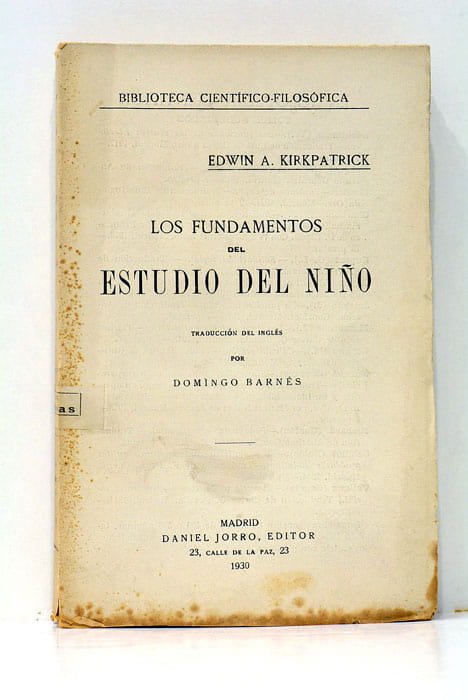 BIBLIOTECA CIENTÍFICO-FILOSÓFICA
EDWIN A. KIRKPATRICK
LOS FUNDAMENTOS
DEL
ESTUDIO DEL NIÑO
TRADUCCIÓN DEL INGLÉS
POR
DOMINGO BARNÉS
as
MADRID
DANIEL JORRO, EDITOR
23, CALLE DE LA PAZ, 23
1930